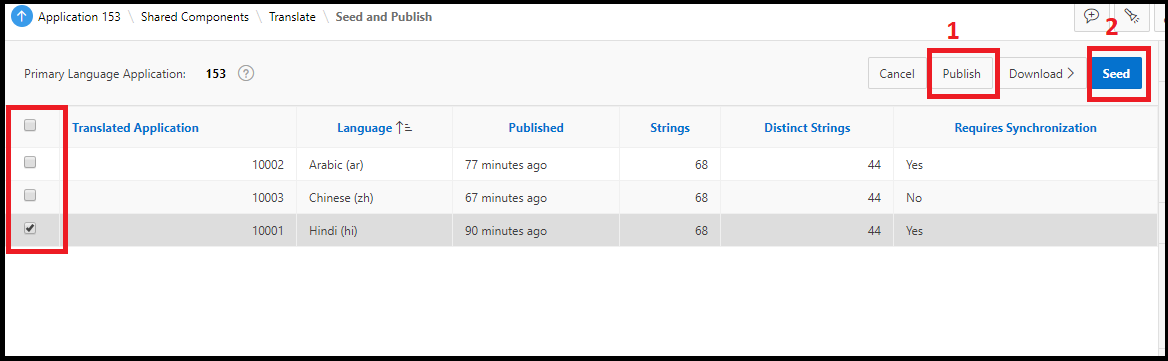 Application 153 \ Shared Components \ Translate \ Seed and Publish
1 2
Primary Language Application: 153 ? Cancel Publish Download > Seed
Translated Application Language Published Strings Distinct Strings Requires Synchronization
10002 Arabic (ar) 77 minutes ago 68 44 Yes
10003 Chinese (zh) 67 minutes ago 68 44 No
10001 Hindi (hi) 90 minutes ago 68 44 Yes